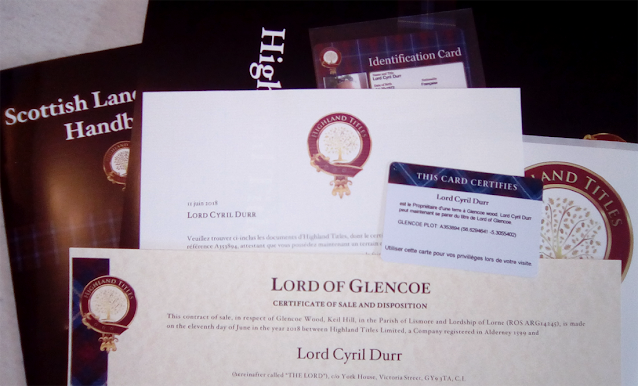 Scottish Lan
Handb
High
Identification Card
Lord Cyril Durr
Française
HIGHLAND TITLES
11 juin 2018
LORD CYRIL DURR
Veuillez trouver ci inclus les documents d'Highland Titles, dont le
référence A353894, attestant que vous possédez maintenant un terrain
THIS CARD CERTIFIES
Lord Cyril Durr
est le Propriétaire d'une terre à Glencoe wood. Lord Cyril Durr
peut maintenant se parer du titre de Lord of Glencoe
GLENCOE PLOT: A353894 (56.6294641 -5.3055402)
Utiliser cette carte pour vos privilèges lors de votre visite
LAND TITLES
HIGHLAND TITLES
LORD OF GLENCOE
CERTIFICATE OF SALE AND DISPOSITION
This contract of sale, in respect of Glencoe Wood, Keil Hill, in the Parish of Lismore and Lordship of Lorne (ROS ARG14245), is made
on the eleventh day of June in the year 2018 between Highland Titles Limited, a Company registered in Alderney 1799 and
Lord Cyril Durr
(hereinafter called "THE LORD"), c/o York House, Victoria Street, GY9 3TA, C.I.